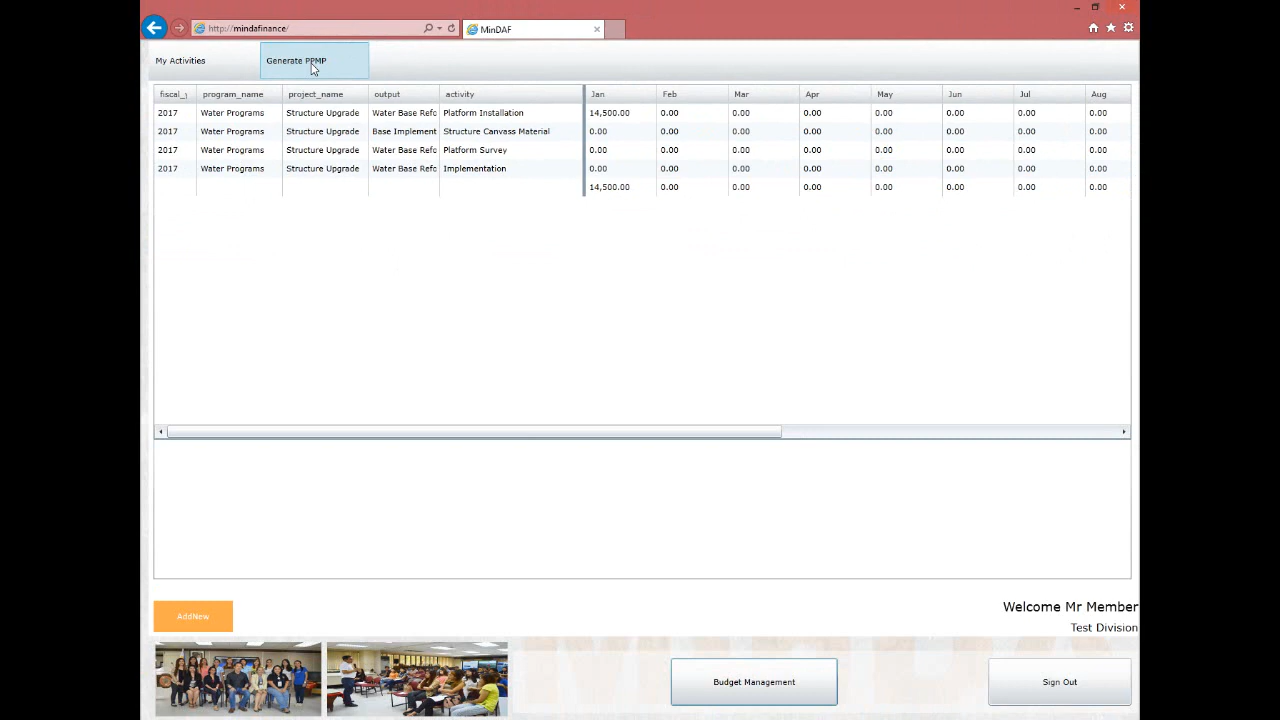 http://mindafinance/
MinDAF
My Activities Generate PPMP
fiscal_y program_name project_name output activity Jan Feb Mar Apr May Jun Jul Aug
2017 Water Programs Structure Upgrade Water Base Refo Platform Installation 14,500.00 0.00 0.00 0.00 0.00 0.00 0.00 0.00
2017 Water Programs Structure Upgrade Base Implement Structure Canvass Material 0.00 0.00 0.00 0.00 0.00 0.00 0.00 0.00
2017 Water Programs Structure Upgrade Water Base Refo Platform Survey 0.00 0.00 0.00 0.00 0.00 0.00 0.00 0.00
2017 Water Programs Structure Upgrade Water Base Refo Implementation 0.00 0.00 0.00 0.00 0.00 0.00 0.00 0.00
14,500.00 0.00 0.00 0.00 0.00 0.00 0.00 0.00
AddNew
Welcome Mr Member
Test Division
Budget Management
Sign Out